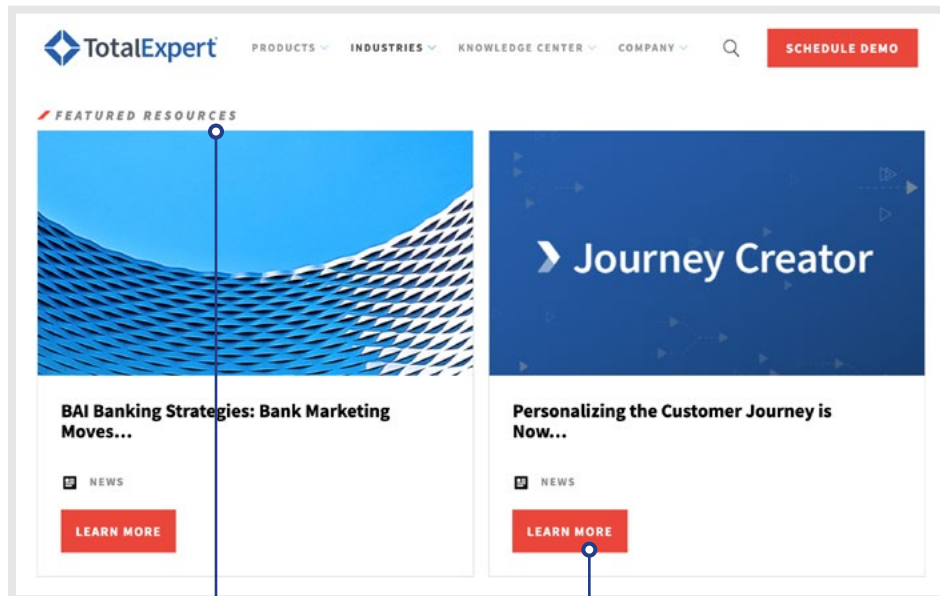 TotalExpert
PRODUCTS INDUSTRIES KNOWLEDGE CENTER COMPANY SCHEDULE DEMO
FEATURED RESOURCES
Journey Creator
BAI Banking Strategies: Bank Marketing
Moves...
NEWS
LEARN MORE
Personalizing the Customer Journey is
Now...
NEWS
LEARN MORE